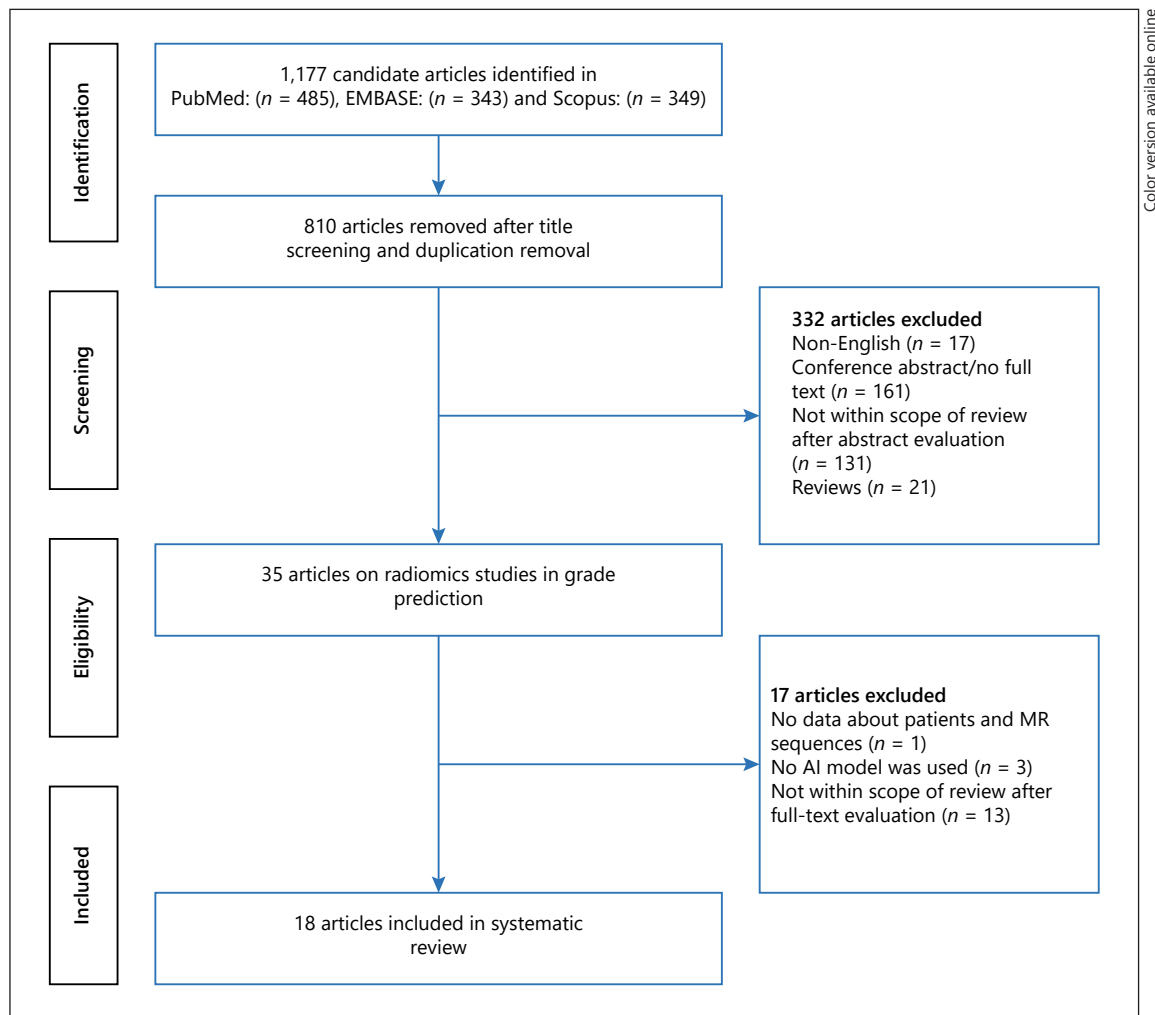 Color version available online
Identification
1,177 candidate articles identified in
PubMed: (n = 485), EMBASE: (n = 343) and Scopus: (n = 349)
810 articles removed after title
screening and duplication removal
Screening
332 articles excluded
Non-English (n = 17)
Conference abstract/no full
text (n = 161)
Not within scope of review
after abstract evaluation
(n = 131)
Reviews (n = 21)
Eligibility
35 articles on radiomics studies in grade
prediction
17 articles excluded
No data about patients and MR
sequences (n = 1)
No AI model was used (n = 3)
Not within scope of review after
full-text evaluation (n = 13)
Included
18 articles included in systematic
review